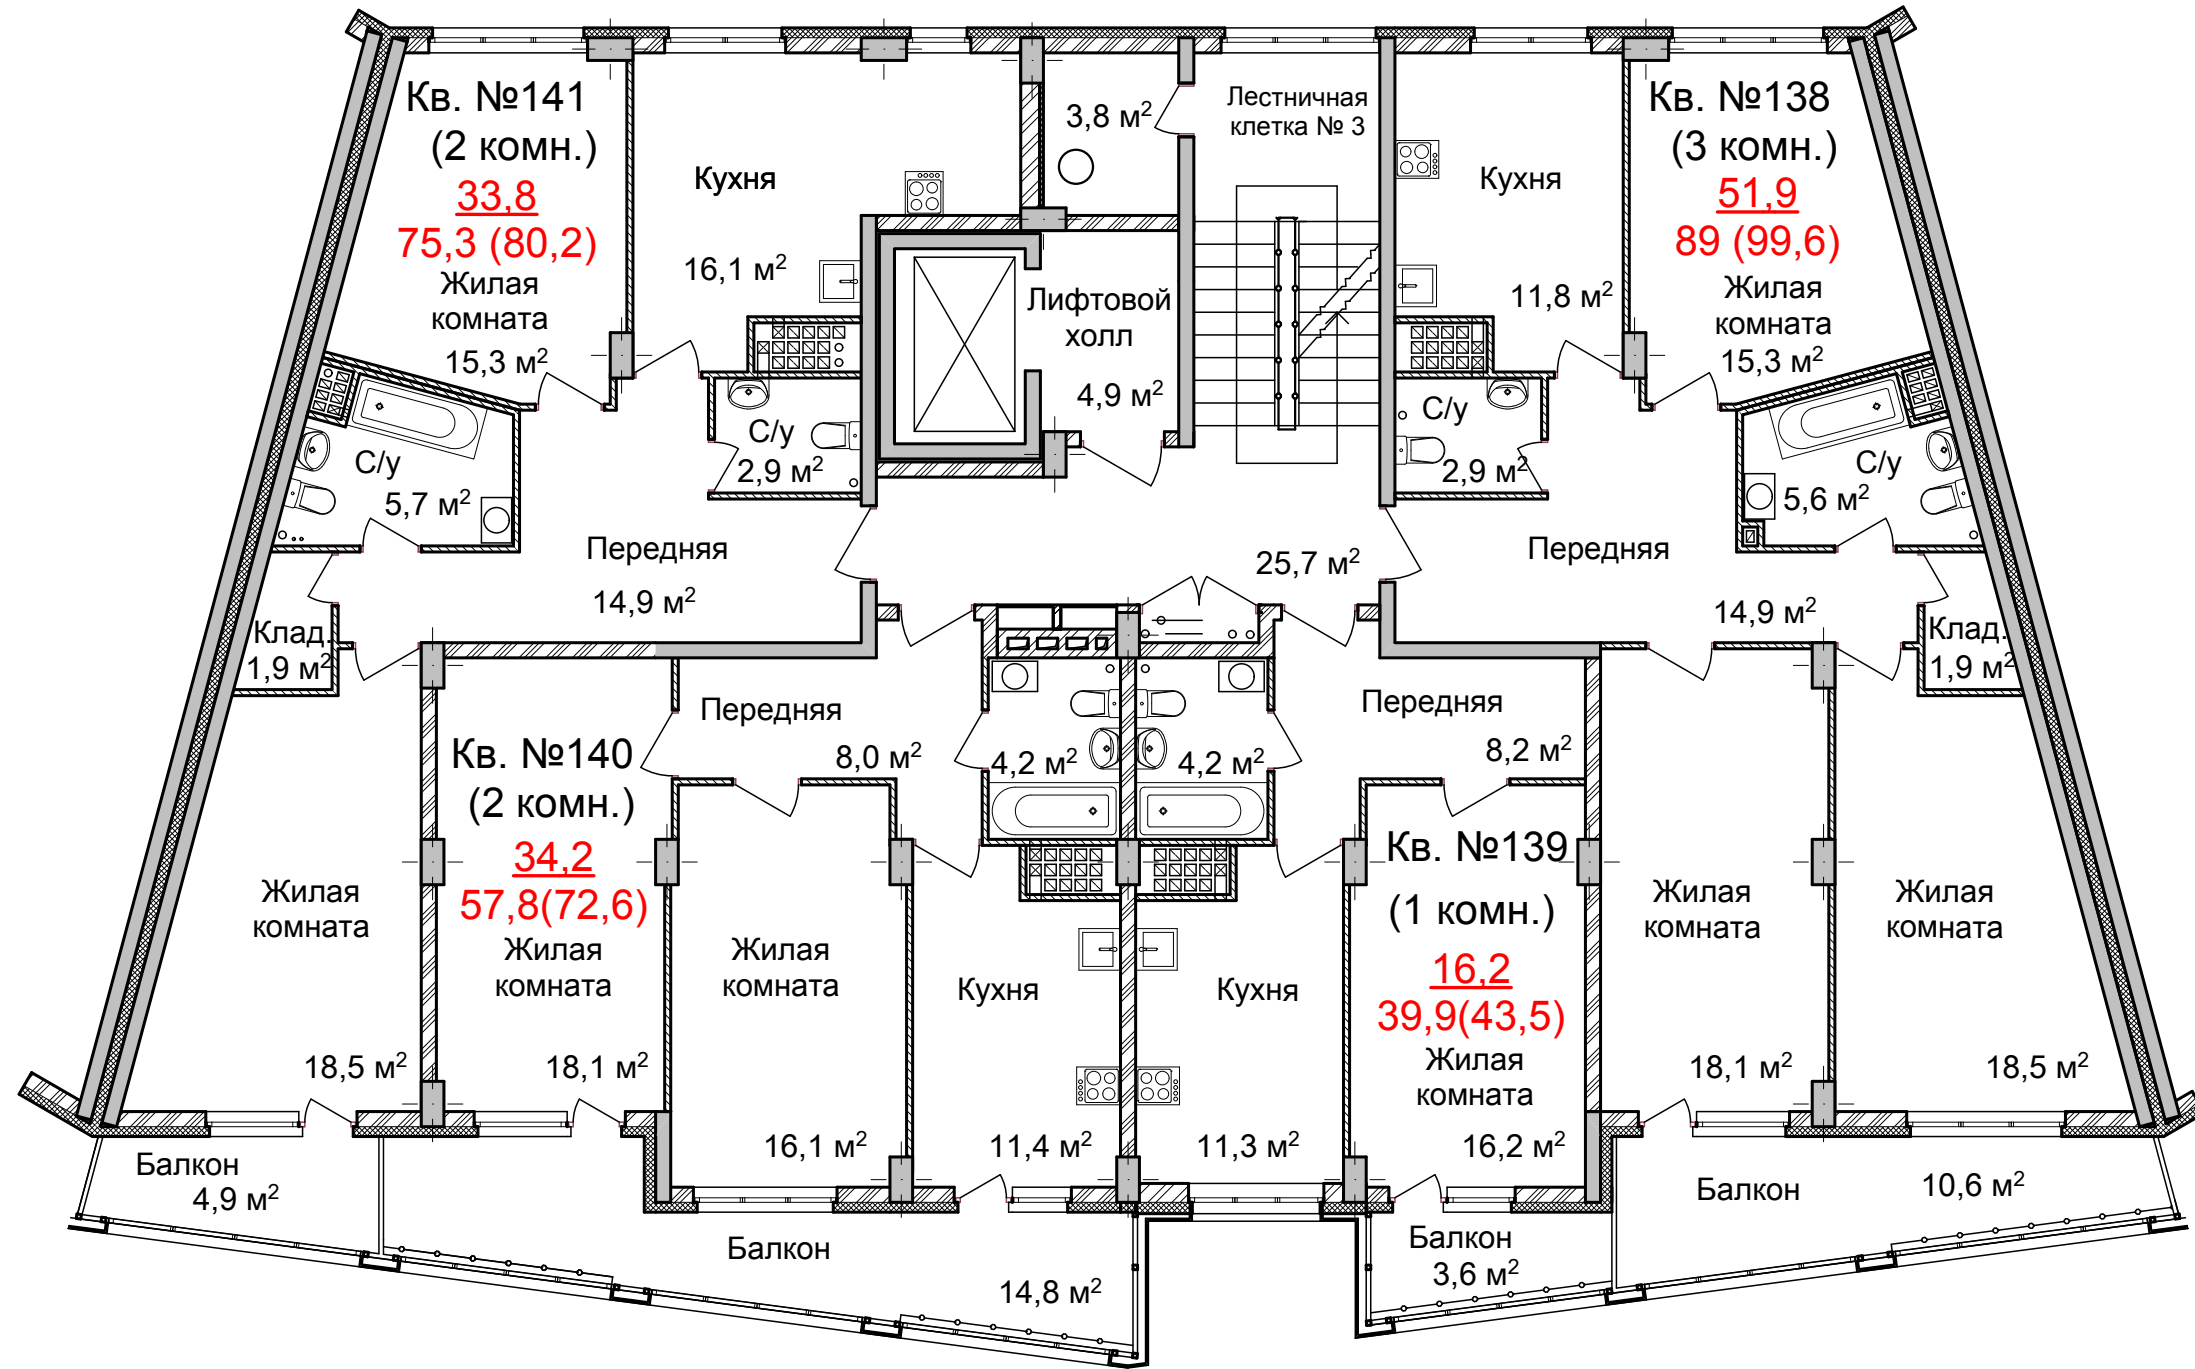 Кв. №141
(2 комн.)
33,8
75,3 (80,2)
Жилая
комната
15,3 м²
Кухня
16,1 м²
3,8 м²
Лестничная
клетка № 3
Лифтовой
холл
4,9 м²
Кухня
11,8 м²
Кв. №138
(3 комн.)
51,9
89 (99,6)
Жилая
комната
15,3 м²
С/у
5,7 м²
С/у
2,9 м²
С/у
2,9 м²
С/у
5,6 м²
Передняя
14,9 м²
25,7 м²
Передняя
14,9 м²
Клад.
1,9 м²
Клад.
1,9 м²
Кв. №140
(2 комн.)
34,2
57,8(72,6)
Жилая
комната
18,1 м²
Передняя
8,0 м²
4,2 м²
4,2 м²
Передняя
8,2 м²
Жилая
комната
18,5 м²
Жилая
комната
16,1 м²
Кухня
11,4 м²
Кухня
11,3 м²
Кв. №139
(1 комн.)
16,2
39,9(43,5)
Жилая
комната
16,2 м²
Жилая
комната
18,1 м²
Жилая
комната
18,5 м²
Балкон
4,9 м²
Балкон
14,8 м²
Балкон
3,6 м²
Балкон
10,6 м²